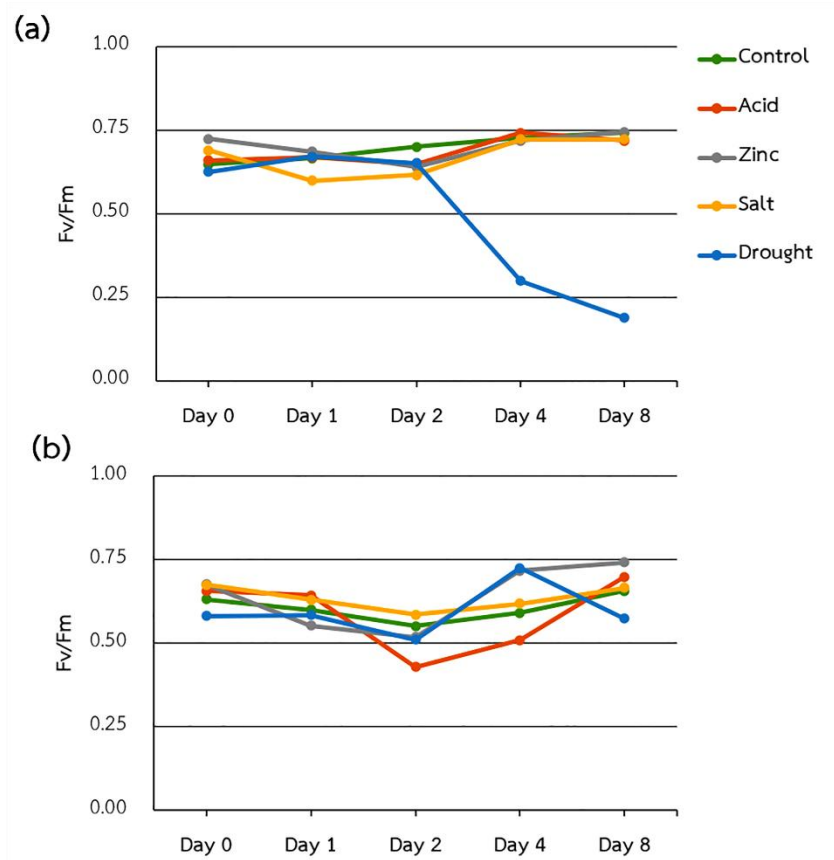 (a)
1.00
0.75
0.50
0.25
0.00
Fv/Fm
Day 0 Day 1 Day 2 Day 4 Day 8
Control
Acid
Zinc
Salt
Drought
(b)
1.00
0.75
0.50
0.25
0.00
Fv/Fm
Day 0 Day 1 Day 2 Day 4 Day 8